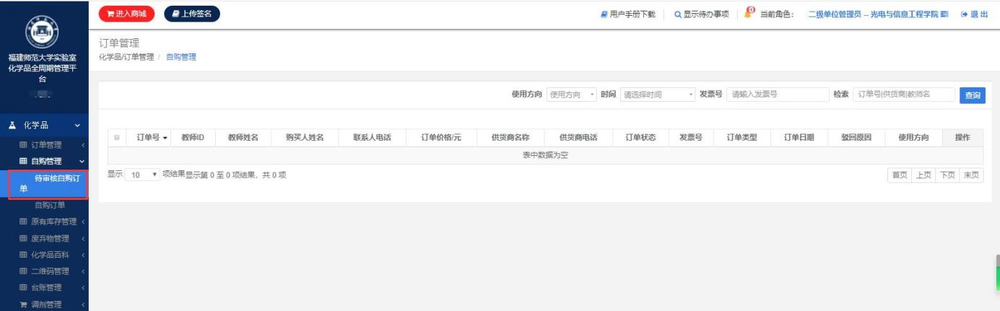 进入商城 上传签名 用户手册下载 显示待办事项 0 当前角色： 二级单位管理员 -- 光电与信息工程学院 退出
福建师范大学实验室
化学品全周期管理平
台
订单管理
化学品/订单管理 / 自购管理
使用方向 使用方向 时间 请选择时间 发票号 请输入发票号 检索 订单号|供货商|教师名 查询
化学品
订单管理
自购管理
待审核自购订
单
自购订单
原有库存管理
废弃物管理
化学品百科
二维码管理
台账管理
调剂管理
订单号 教师ID 教师姓名 购买人姓名 联系人电话 订单价格/元 供货商名称 供货商电话 订单状态 发票号 订单类型 订单日期 驳回原因 使用方向 操作
表中数据为空
显示 10 项结果显示第 0 至 0 项结果，共 0 项 首页 上页 下页 末页